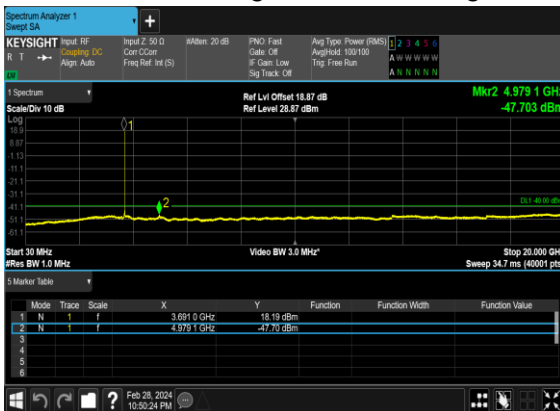 Spectrum Analyzer 1
Swept SA
KEYSIGHT Input: RF Input Z: 50 Ω #Atten: 20 dB PNO: Fast Avg Type: Power (RMS) 1 2 3 4 5 6
R T Coupling: DC Corr CCorr Gate: Off Avg|Hold: 100/100 A W W W W W
Align: Auto Freq Ref: Int (S) IF Gain: Low Trig: Free Run
Sig Track: Off A N N N N N
LV
1 Spectrum Ref Lvl Offset 18.87 dB Mkr2 4.979 1 GHz
Scale/Div 10 dB Ref Level 28.87 dBm -47.703 dBm
Log
18.9
8.87
-1.13
-11.1
-21.1
-31.1
-41.1
-51.1
-61.1
1
2
DL1 -40.00 dBm
Start 30 MHz Video BW 3.0 MHz* Stop 20.000 GHz
#Res BW 1.0 MHz Sweep 34.7 ms (40001 pts)
5 Marker Table
Mode Trace Scale X Y Function Function Width Function Value
1 N 1 f 3.691 0 GHz 18.19 dBm
2 N 1 f 4.979 1 GHz -47.70 dBm
3
4
5
6
Feb 28, 2024
10:50:24 PM